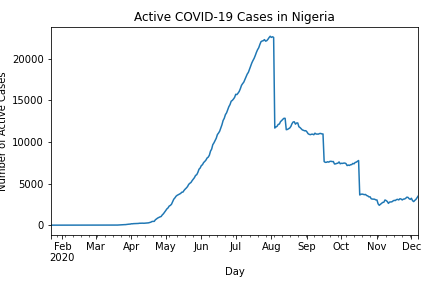 Active COVID-19 Cases in Nigeria
Number of Active Cases
20000
15000
10000
5000
0
Feb Mar Apr May Jun Jul Aug Sep Oct Nov Dec
2020
Day